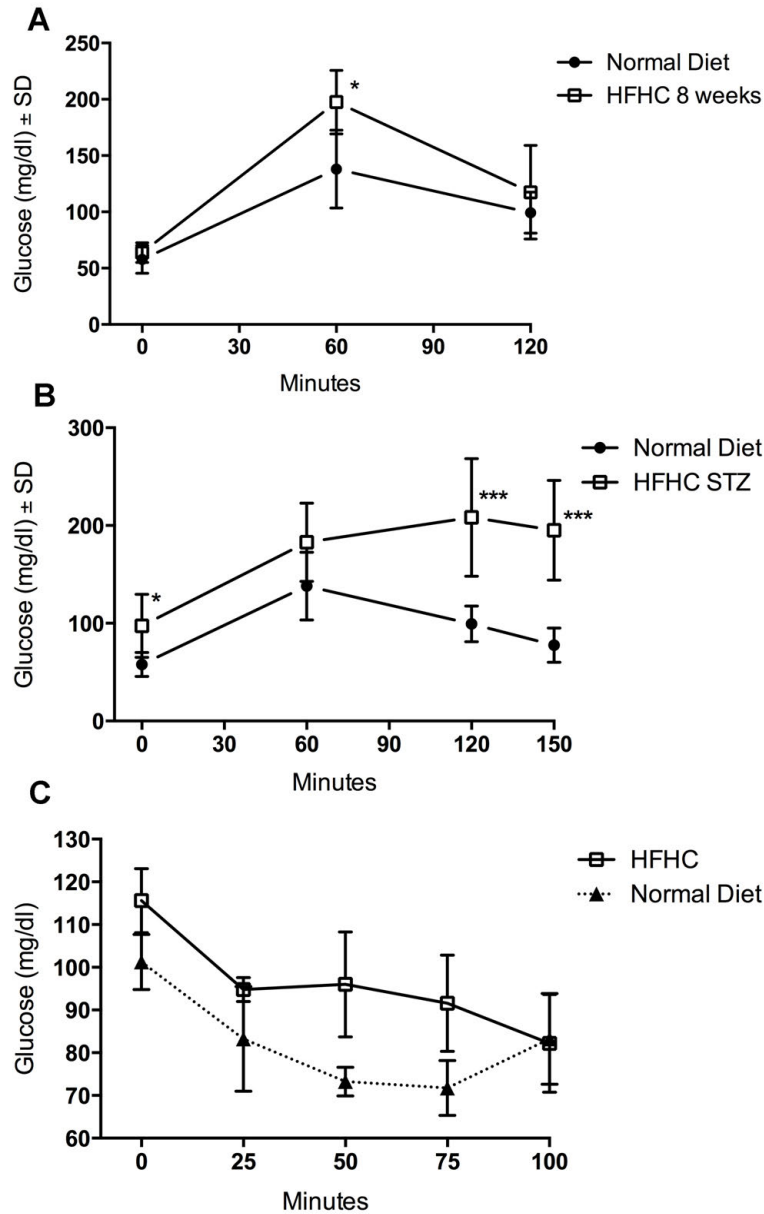 A
Glucose (mg/dl) ± SD
250
200
150
100
50
0
*
0 30 60 90 120
Minutes
Normal Diet
HFHC 8 weeks
B
Glucose (mg/dl) ± SD
300
200
100
0
*
***
***
0 30 60 90 120 150
Minutes
Normal Diet
HFHC STZ
C
Glucose (mg/dl)
130
120
110
100
90
80
70
60
0 25 50 75 100
Minutes
HFHC
Normal Diet